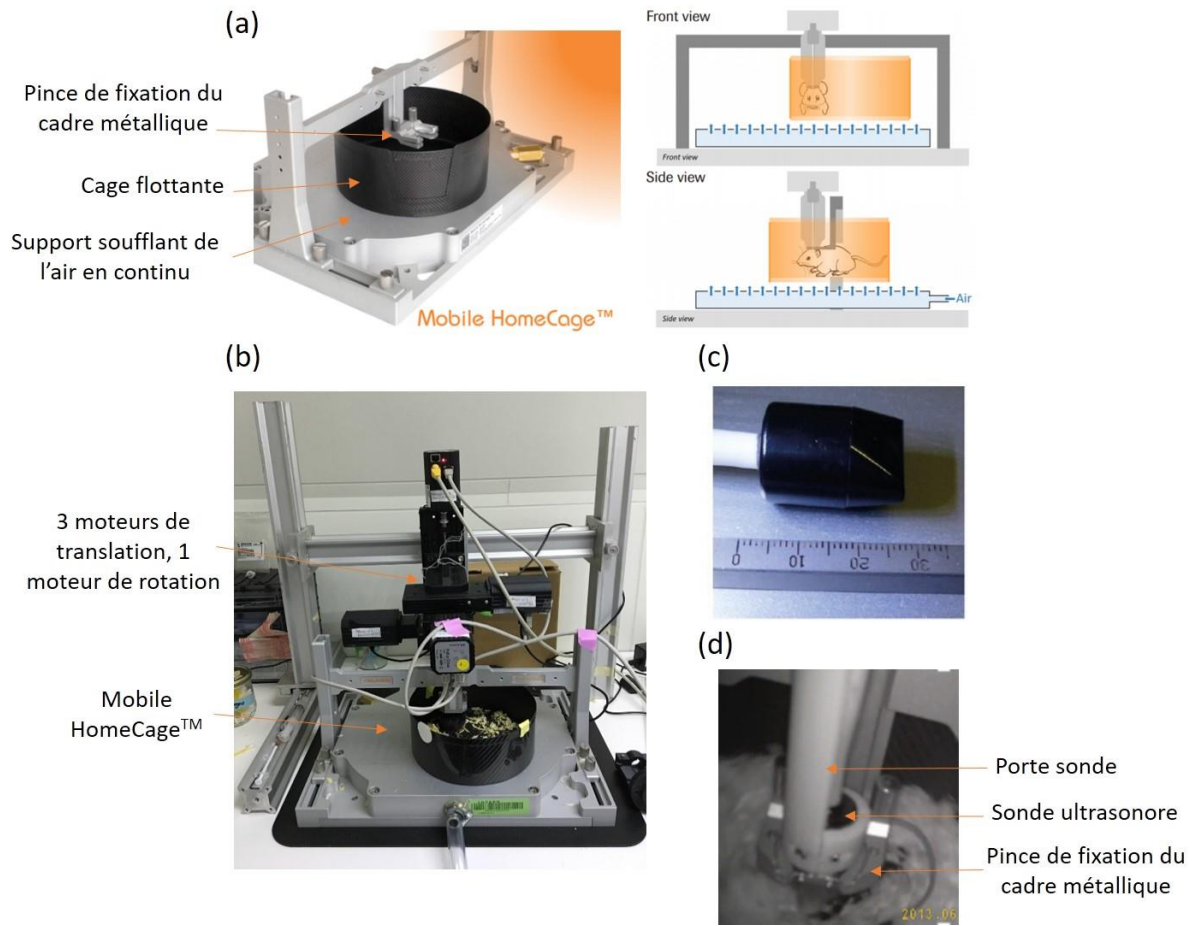 (a)
Pince de fixation du
cadre métallique
Cage flottante
Support soufflant de
l'air en continu
Mobile HomeCage™
Front view
Front view
Side view
Air
Side view
(b)
3 moteurs de
translation, 1
moteur de rotation
Mobile
HomeCage™
(c)
0 10 20 30
(d)
Porte sonde
Sonde ultrasonore
Pince de fixation du
cadre métallique
2013.06